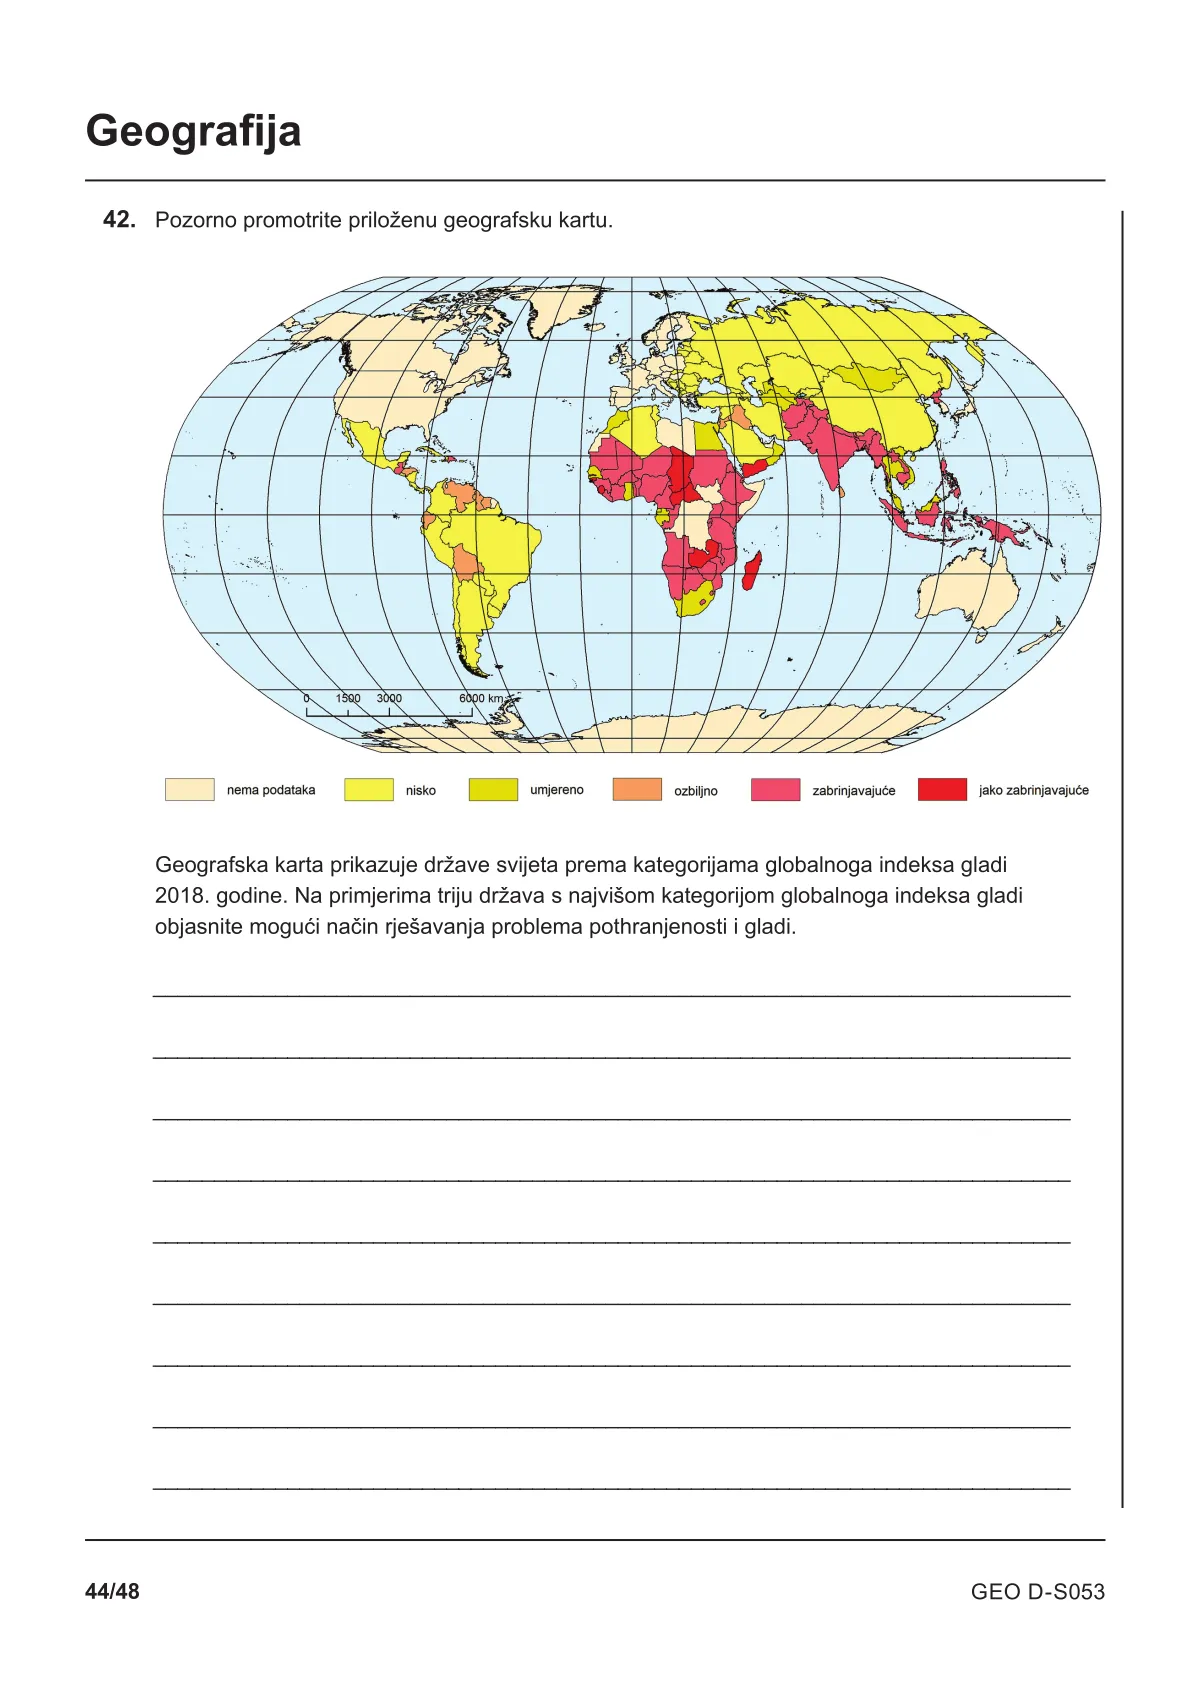 Geografija
42. Pozorno promotrite priloženu geografsku kartu.
0 1500 3000 6000 km
nema podataka nisko umjereno ozbiljno zabrinjavajuće jako zabrinjavajuće
Geografska karta prikazuje države svijeta prema kategorijama globalnoga indeksa gladi
2018. godine. Na primjerima triju država s najvišom kategorijom globalnoga indeksa gladi
objasnite mogući način rješavanja problema pothranjenosti i gladi.
44/48
GEO D-S053